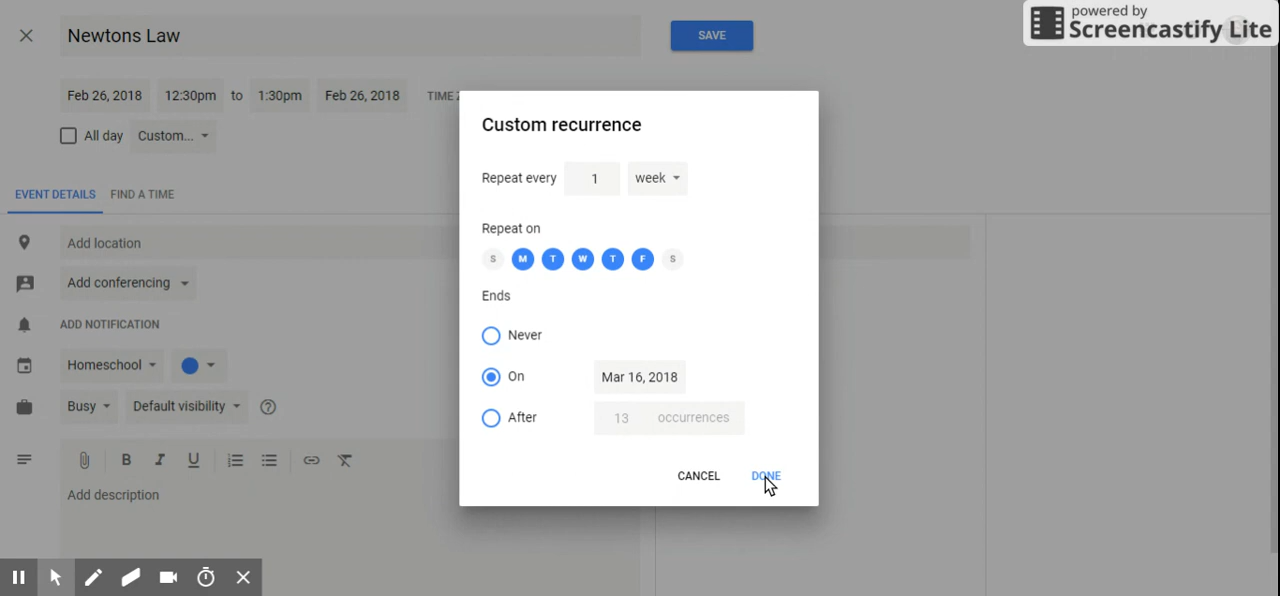 powered by
Screencastify Lite
Newtons Law
SAVE
Feb 26, 2018 12:30pm to 1:30pm Feb 26, 2018 TIME
All day Custom...
EVENT DETAILS FIND A TIME
Add location
Add conferencing
ADD NOTIFICATION
Homeschool
Busy Default visibility ?
B I U
Add description
Custom recurrence
Repeat every 1 week
Repeat on
S M T W T F S
Ends
Never
On Mar 16, 2018
After 13 occurrences
CANCEL DONE